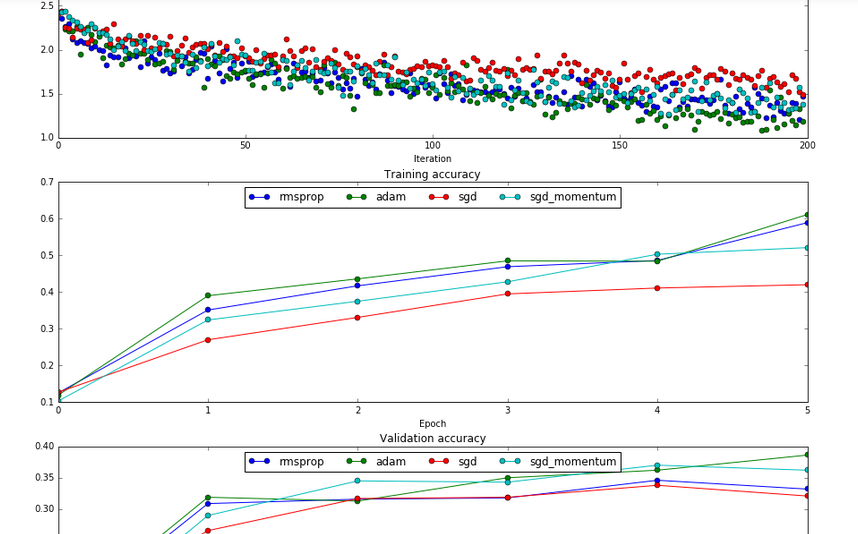 2.5
2.0
1.5
1.0
0 50 100 150 200
Iteration
Training accuracy
0.7
rmsprop adam sgd sgd_momentum
0.6
0.5
0.4
0.3
0.2
0.1
0 1 2 3 4 5
Epoch
Validation accuracy
0.40
rmsprop adam sgd sgd_momentum
0.35
0.30